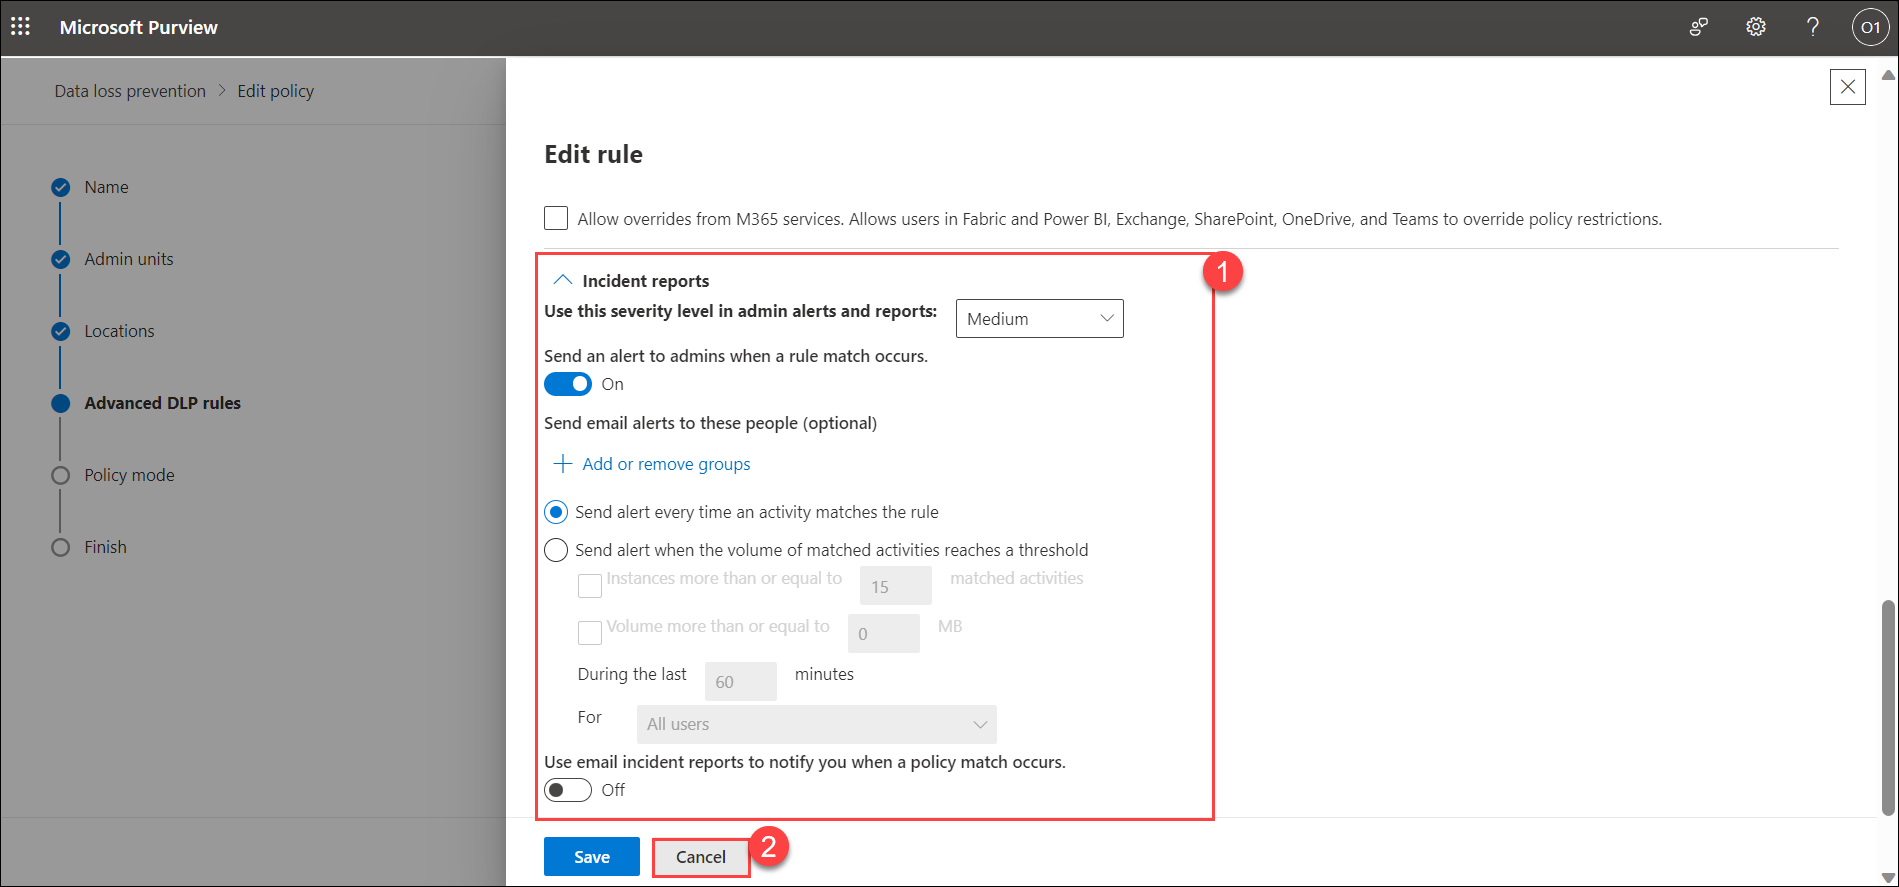 Microsoft Purview
O1
Data loss prevention > Edit policy
Name
Admin units
Locations
Advanced DLP rules
Policy mode
Finish
Edit rule
Allow overrides from M365 services. Allows users in Fabric and Power BI, Exchange, SharePoint, OneDrive, and Teams to override policy restrictions.
1
Incident reports
Use this severity level in admin alerts and reports: Medium
Send an alert to admins when a rule match occurs.
On
Send email alerts to these people (optional)
Add or remove groups
Send alert every time an activity matches the rule
Send alert when the volume of matched activities reaches a threshold
Instances more than or equal to 15 matched activities
Volume more than or equal to 0 MB
During the last 60 minutes
For All users
Use email incident reports to notify you when a policy match occurs.
Off
Save Cancel 2